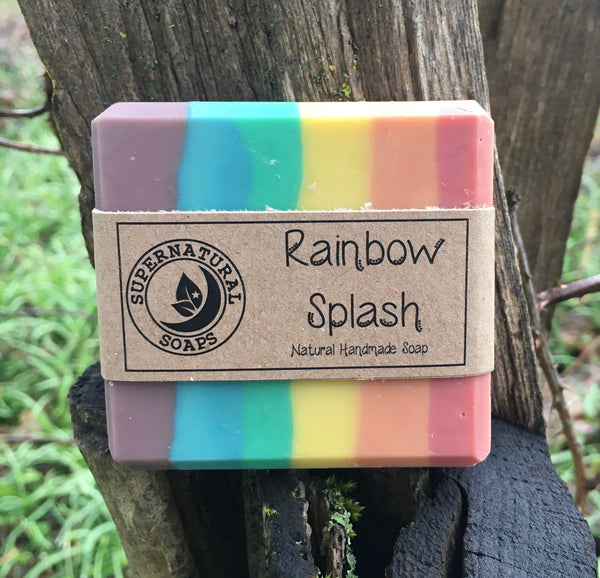 SUPERNATURAL
SOAPS
Rainbow
Splash
Natural Handmade Soap